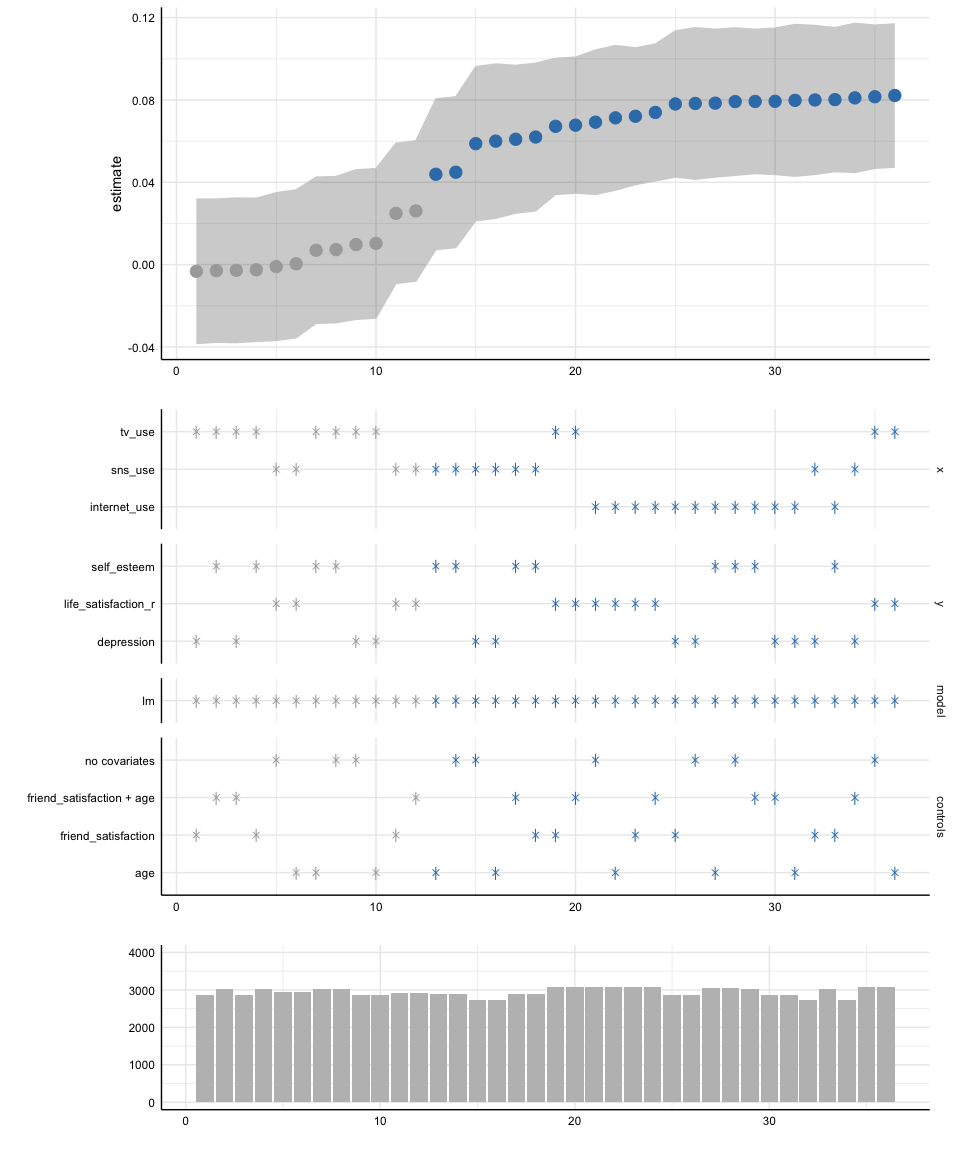 0.12
0.08
0.04
0.00
-0.04
estimate
0 10 20 30
tv_use
sns_use
internet_use
x
self_esteem
life_satisfaction_r
depression
y
lm
model
no covariates
friend_satisfaction + age
friend_satisfaction
age
controls
0 10 20 30
4000
3000
2000
1000
0
0 10 20 30